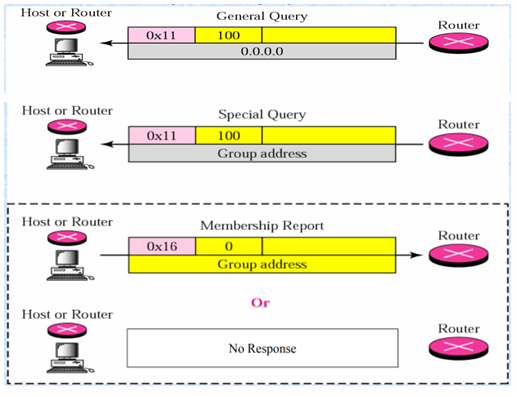 Host or Router
General Query
Router
0x11 100
0.0.0.0
Host or Router
Special Query
Router
0x11 100
Group address
Host or Router
Membership Report
Router
0x16 0
Group address
Or
Host or Router
Router
No Response